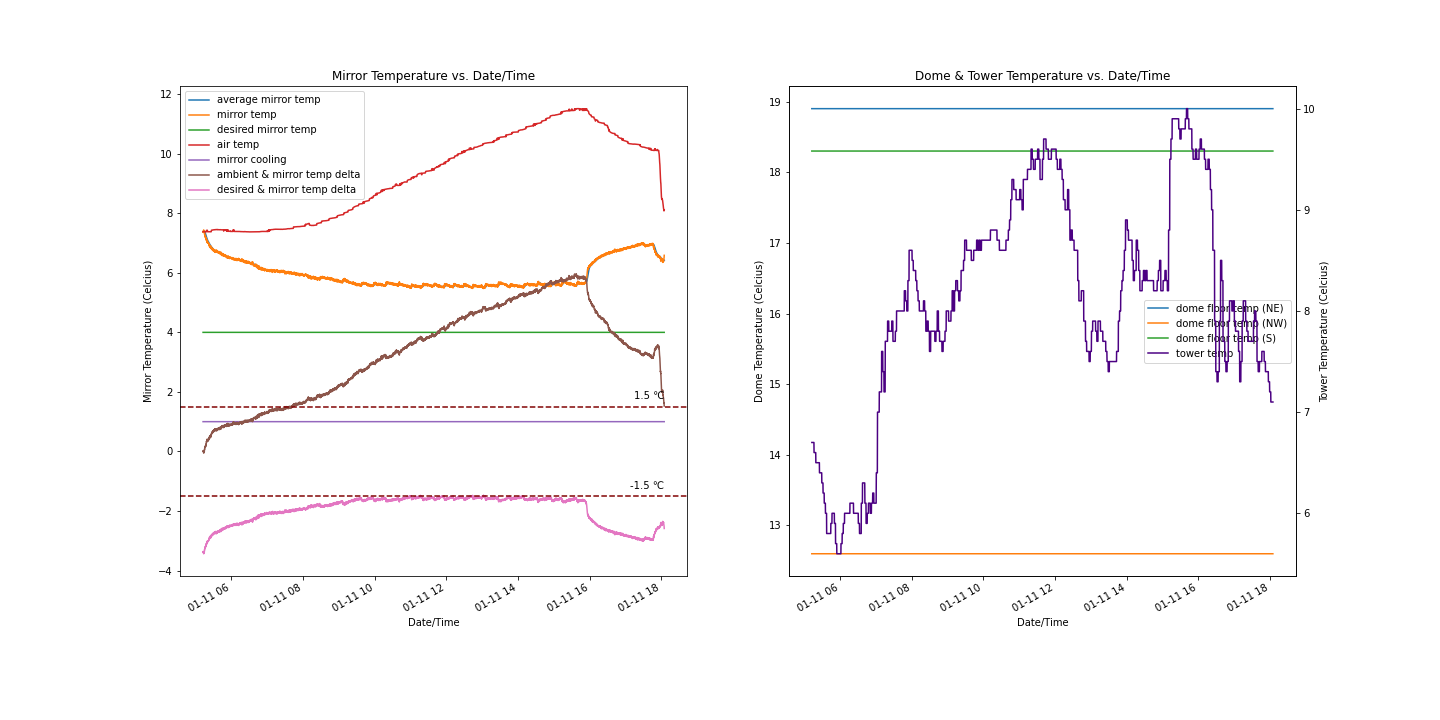 Mirror Temperature vs. Date/Time
12
10
8
6
4
2
0
−2
−4
Mirror Temperature (Celcius)
average mirror temp
mirror temp
desired mirror temp
air temp
mirror cooling
ambient & mirror temp delta
desired & mirror temp delta
1.5 °C
-1.5 °C
01-11 06
01-11 08
01-11 10
01-11 12
01-11 14
01-11 16
01-11 18
Date/Time
Dome & Tower Temperature vs. Date/Time
19
18
17
16
15
14
13
Dome Temperature (Celcius)
dome floor temp (NE)
dome floor temp (NW)
dome floor temp (S)
tower temp
10
9
8
7
6
Tower Temperature (Celcius)
01-11 06
01-11 08
01-11 10
01-11 12
01-11 14
01-11 16
01-11 18
Date/Time